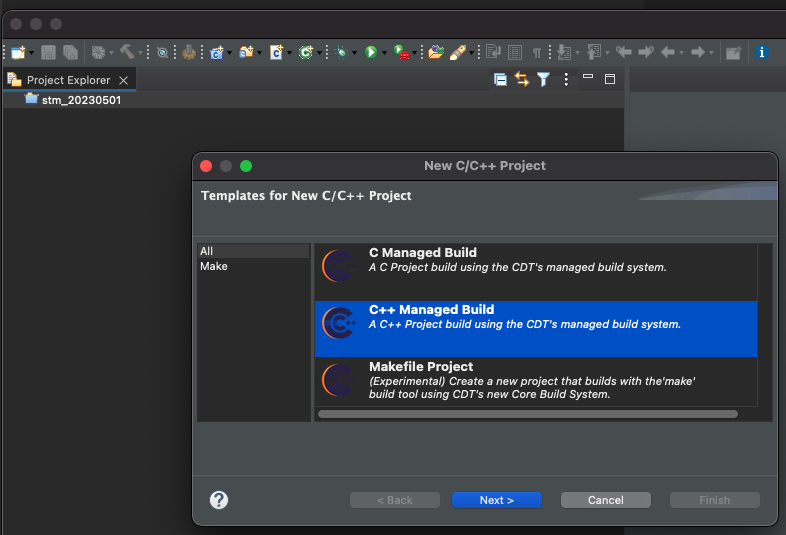 Project Explorer
stm_20230501
New C/C++ Project
Templates for New C/C++ Project
All
Make
C Managed Build
A C Project build using the CDT's managed build system.
C++ Managed Build
A C++ Project build using the CDT's managed build system.
Makefile Project
(Experimental) Create a new project that builds with the'make'
build tool using CDT's new Core Build System.
< Back
Next >
Cancel
Finish